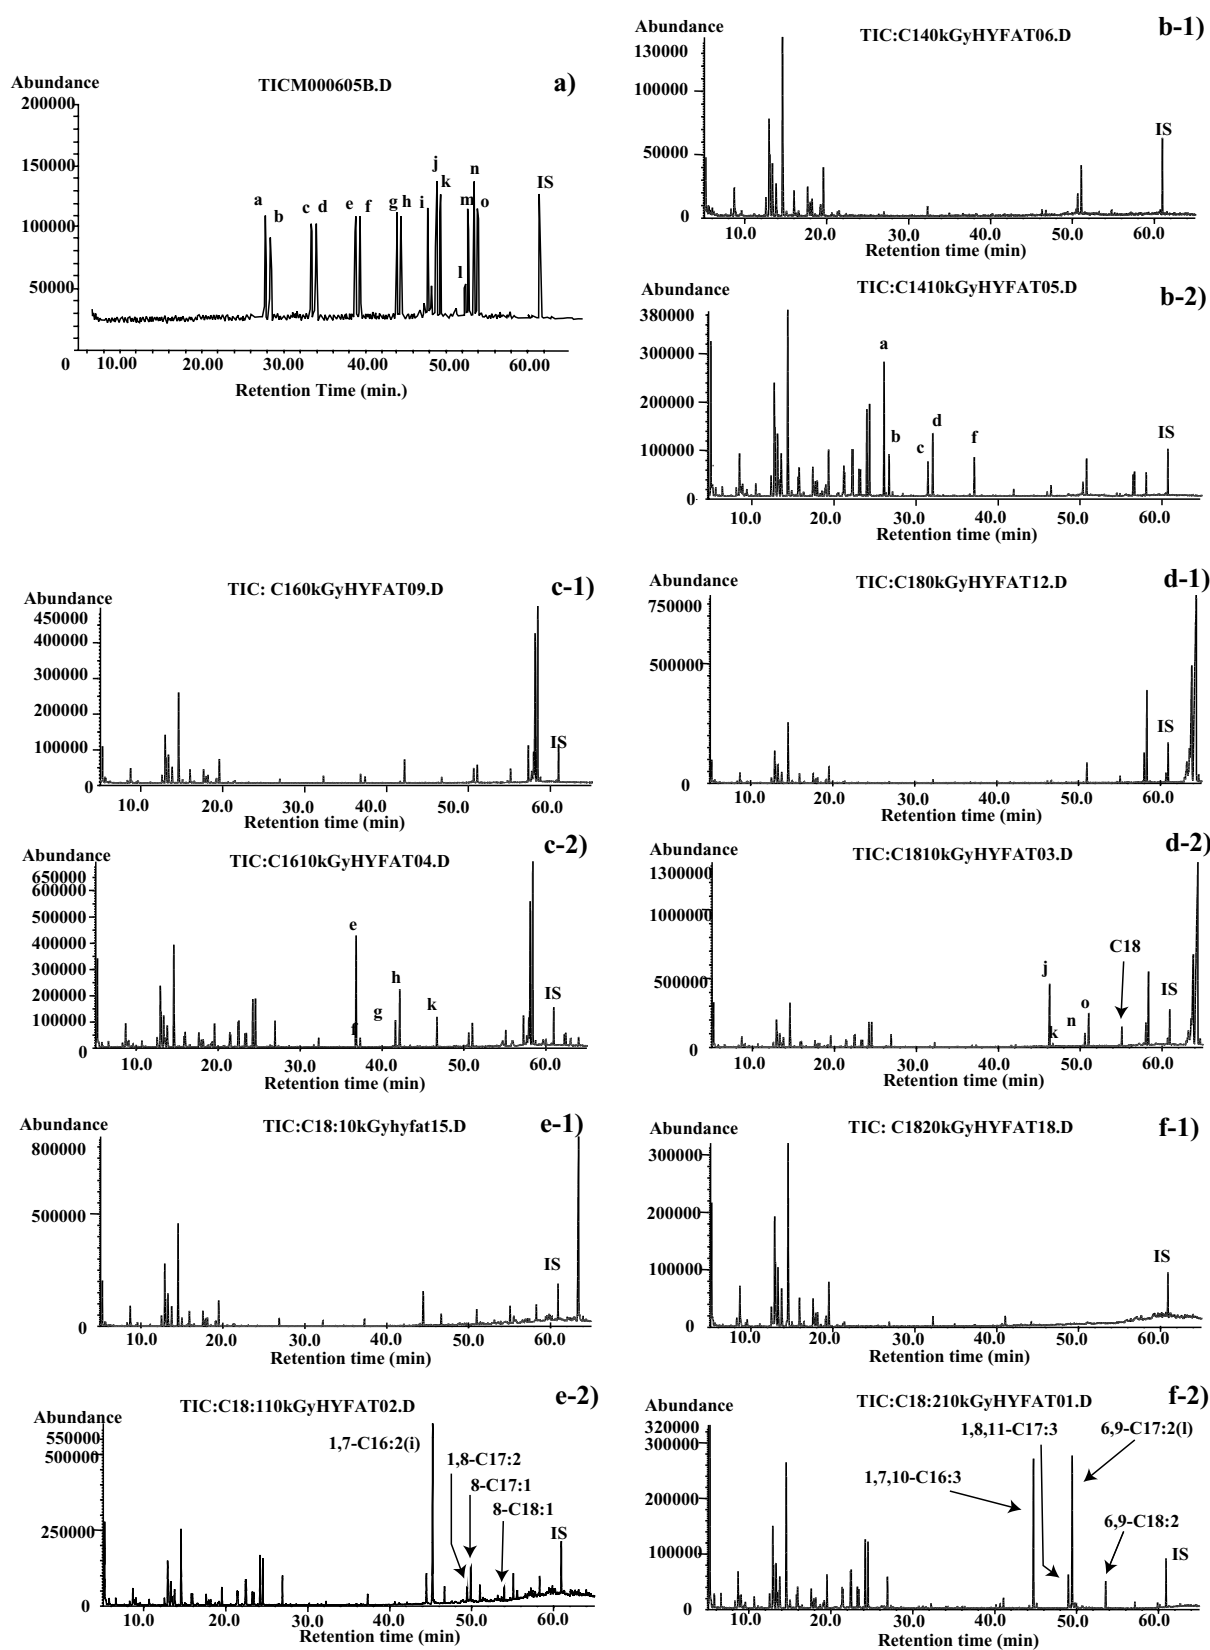 a)
Abundance
TICM000605B.D
200000
150000
100000
50000
0
a b c d e f g h i j k l m n o IS
10.00 20.00 30.00 40.00 50.00 60.00
Retention Time (min.)
b-1)
Abundance
TIC:C140kGyHYFAT06.D
130000
100000
50000
0
IS
10.0 20.0 30.0 40.0 50.0 60.0
Retention time (min)
b-2)
Abundance
TIC:C1410kGyHYFAT05.D
380000
300000
200000
100000
0
a b c d f IS
10.0 20.0 30.0 40.0 50.0 60.0
Retention time (min)
c-1)
TIC: C160kGyHYFAT09.D
Abundance
450000
400000
300000
200000
100000
0
IS
10.0 20.0 30.0 40.0 50.0 60.0
Retention time (min)
d-1)
Abundance
TIC:C180kGyHYFAT12.D
750000
500000
0
IS
10.0 20.0 30.0 40.0 50.0 60.0
Retention time (min)
c-2)
Abundance
TIC:C1610kGyHYFAT04.D
650000
600000
500000
400000
300000
200000
100000
0
e f g h k IS
10.0 20.0 30.0 40.0 50.0 60.0
Retention time (min)
d-2)
Abundance
TIC:C1810kGyHYFAT03.D
1300000
1000000
500000
0
j k n o C18 IS
10.0 20.0 30.0 40.0 50.0 60.0
Retention time (min)
e-1)
Abundance
TIC:C18:10kGyhyfat15.D
800000
500000
0
IS
10.0 20.0 30.0 40.0 50.0 60.0
Retention time (min)
f-1)
Abundance
TIC: C1820kGyHYFAT18.D
300000
200000
100000
0
IS
10.0 20.0 30.0 40.0 50.0 60.0
Retention time (min)
e-2)
Abundance
TIC:C18:110kGyHYFAT02.D
550000
500000
250000
0
1,7-C16:2(i)
1,8-C17:2
8-C17:1
8-C18:1
IS
10.0 20.0 30.0 40.0 50.0 60.0
Retention time (min)
f-2)
Abundance
TIC:C18:210kGyHYFAT01.D
320000
300000
200000
100000
0
1,8,11-C17:3
6,9-C17:2(l)
1,7,10-C16:3
6,9-C18:2
IS
10.0 20.0 30.0 40.0 50.0 60.0
Retention time (min)